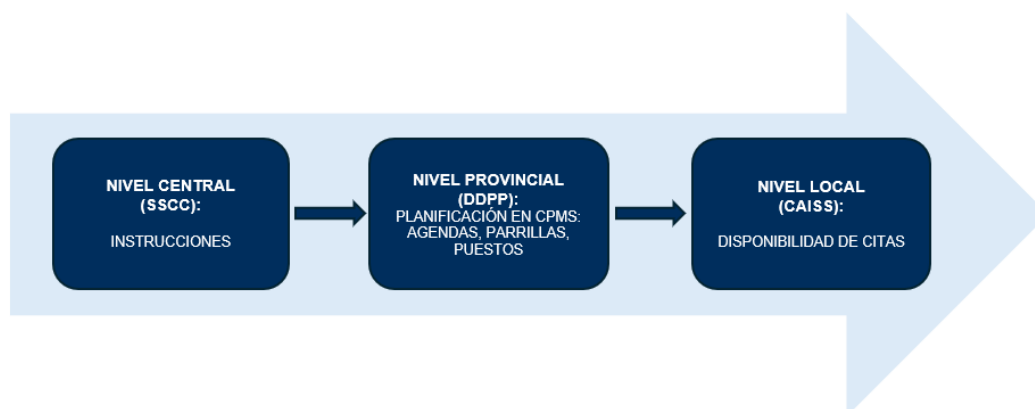 NIVEL CENTRAL
(SSCC):
INSTRUCCIONES
NIVEL PROVINCIAL
(DDPP):
PLANIFICACIÓN EN CPMS:
AGENDAS, PARRILLAS,
PUESTOS
NIVEL LOCAL
(CAISS):
DISPONIBILIDAD DE CITAS